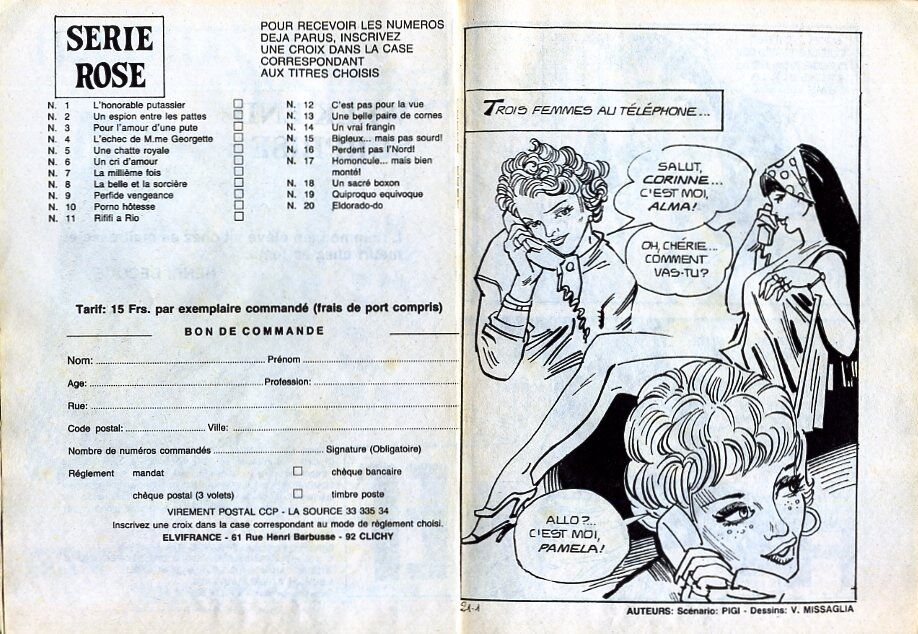 SERIE
ROSE
POUR RECEVOIR LES NUMEROS
DEJA PARUS, INSCRIVEZ
UNE CROIX DANS LA CASE
CORRESPONDANT
AUX TITRES CHOISIS
N. 1 L'honorable putassier
N. 2 Un espion entre les pattes
N. 3 Pour l'amour d'une pute
N. 4 L'echec de M.me Georgette
N. 5 Une chatte royale
N. 6 Un cri d'amour
N. 7 La millième fois
N. 8 La belle et la sorcière
N. 9 Perfide vengeance
N. 10 Porno hôtesse
N. 11 Rififi a Rio
N. 12 C'est pas pour la vue
N. 13 Une belle paire de cornes
N. 14 Un vrai frangin
N. 15 Bigleux... mais pas sourd!
N. 16 Perdent pas l'Nord!
N. 17 Homoncule... mais bien
monté!
N. 18 Un sacré boxon
N. 19 Quiproquo equivoque
N. 20 Eldorado-do
Tarif: 15 Frs. par exemplaire commandé (frais de port compris)
BON DE COMMANDE
Nom: Prénom
Age: Profession:
Rue:
Code postal: Ville:
Nombre de numéros commandés Signature (Obligatoire)
Réglement mandat chèque bancaire
chèque postal (3 volets) timbre poste
VIREMENT POSTAL CCP - LA SOURCE 33 335 34
Inscrivez une croix dans la case correspondant au mode de réglement choisi.
ELVIFRANCE - 61 Rue Henri Barbusse - 92 CLICHY
TROIS FEMMES AU TÉLÉPHONE...
SALUT,
CORINNE...
C'EST MOI,
ALMA!
OH, CHÉRIE...
COMMENT
VAS-TU?
ALLO?...
C'EST MOI,
PAMELA!
21-1
AUTEURS: Scénario: PIGI - Dessins: V. MISSAGLIA